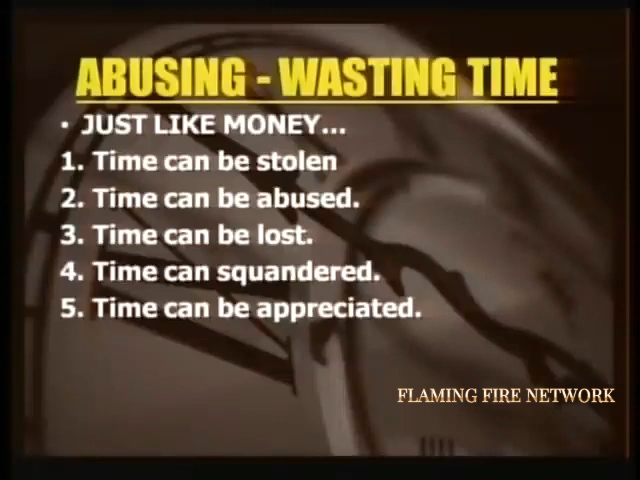 ABUSING - WASTING TIME
• JUST LIKE MONEY...
1. Time can be stolen
2. Time can be abused.
3. Time can be lost.
4. Time can squandered.
5. Time can be appreciated.
FLAMING FIRE NETWORK